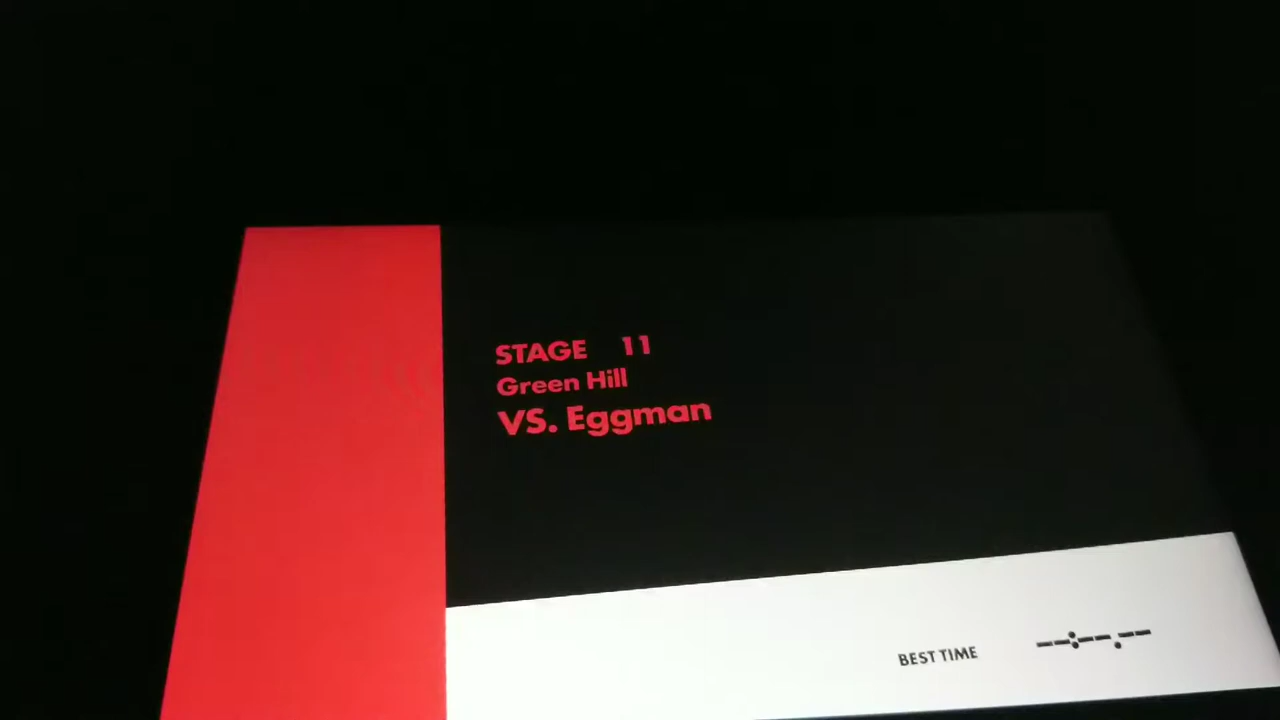 STAGE 11
Green Hill
VS. Eggman
BEST TIME --:--.--